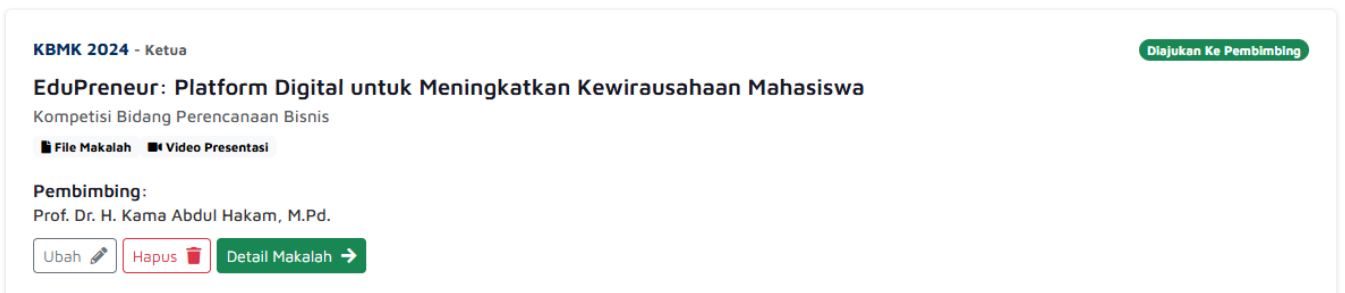 KBMK 2024 - Ketua
Diajukan Ke Pembimbing
EduPreneur: Platform Digital untuk Meningkatkan Kewirausahaan Mahasiswa
Kompetisi Bidang Perencanaan Bisnis
File Makalah Video Presentasi
Pembimbing:
Prof. Dr. H. Kama Abdul Hakam, M.Pd.
Ubah Hapus Detail Makalah